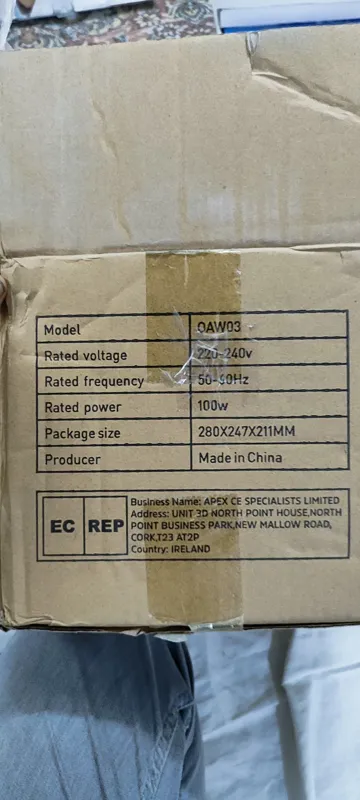 Model QAW03
Rated voltage 220-240v
Rated frequency 50-60Hz
Rated power 100w
Package size 280X247X211MM
Producer Made in China
EC REP
Business Name: APEX CE SPECIALISTS LIMITED
Address: UNIT 3D NORTH POINT HOUSE,NORTH
POINT BUSINESS PARK,NEW MALLOW ROAD,
CORK,T23 AT2P
Country: IRELAND